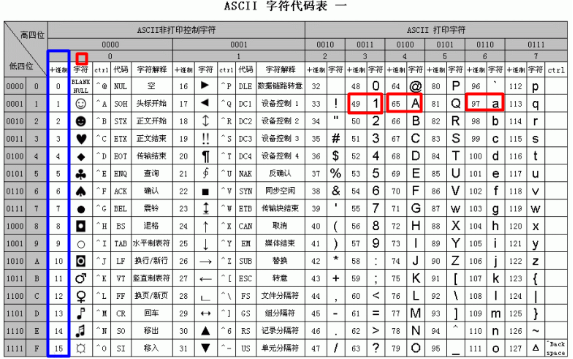 ASCII 字符代码表 一
高四位 ASCII非打印控制字符 ASCII 打印字符
0000 0001 0010 0011 0100 0101 0110 0111
0 1 2 3 4 5 6 7
低四位 十进制 字符 ctrl 代码 字符解释 十进制 字符 ctrl 代码 字符解释 十进制 字符 十进制 字符 十进制 字符 十进制 字符 十进制 字符 十进制 字符 ctrl
0000 0 0 BLANK NULL ^@ NUL 空 16 ► ^P DLE 数据链路转意 32 48 0 64 @ 80 P 96 ` 112 p
0001 1 1 ☺ ^A SOH 头标开始 17 ◄ ^Q DC1 设备控制 1 33 ! 49 1 65 A 81 Q 97 a 113 q
0010 2 2 ☻ ^B STX 正文开始 18 ↕ ^R DC2 设备控制 2 34 " 50 2 66 B 82 R 98 b 114 r
0011 3 3 ♥ ^C ETX 正文结束 19 ‼ ^S DC3 设备控制 3 35 # 51 3 67 C 83 S 99 c 115 s
0100 4 4 ♦ ^D EOT 传输结束 20 ¶ ^T DC4 设备控制 4 36 $ 52 4 68 D 84 T 100 d 116 t
0101 5 5 ♣ ^E ENQ 查询 21 ∮ ^U NAK 反确认 37 % 53 5 69 E 85 U 101 e 117 u
0110 6 6 ♠ ^F ACK 确认 22 ■ ^V SYN 同步空闲 38 & 54 6 70 F 86 V 102 f 118 v
0111 7 7 ● ^G BEL 震铃 23 ↨ ^W ETB 传输块结束 39 ' 55 7 71 G 87 w 103 g 119 w
1000 8 8 ◘ ^H BS 退格 24 ↑ ^X CAN 取消 40 ( 56 8 72 H 88 X 104 h 120 x
1001 9 9 ○ ^I TAB 水平制表符 25 ↓ ^Y EM 媒体结束 41 ) 57 9 73 I 89 Y 105 i 121 y
1010 A 10 ◙ ^J LF 换行/新行 26 → ^Z SUB 替换 42 * 58 : 74 J 90 Z 106 j 122 z
1011 B 11 ♂ ^K VT 竖直制表符 27 ← ^[ ESC 转意 43 + 59 ; 75 K 91 [ 107 k 123 {
1100 C 12 ♀ ^L FF 换页/新页 28 ∟ ^\ FS 文件分隔符 44 , 60 < 76 L 92 \ 108 l 124 |
1101 D 13 ♪ ^M CR 回车 29 ↔ ^] GS 组分隔符 45 - 61 = 77 M 93 ] 109 m 125 }
1110 E 14 ♫ ^N SO 移出 30 ▲ ^6 RS 记录分隔符 46 . 62 > 78 N 94 ^ 110 n 126 ~
1111 F 15 ☼ ^O SI 移入 31 ▼ ^- US 单元分隔符 47 / 63 ? 79 O 95 _ 111 o 127 Δ ^Back space